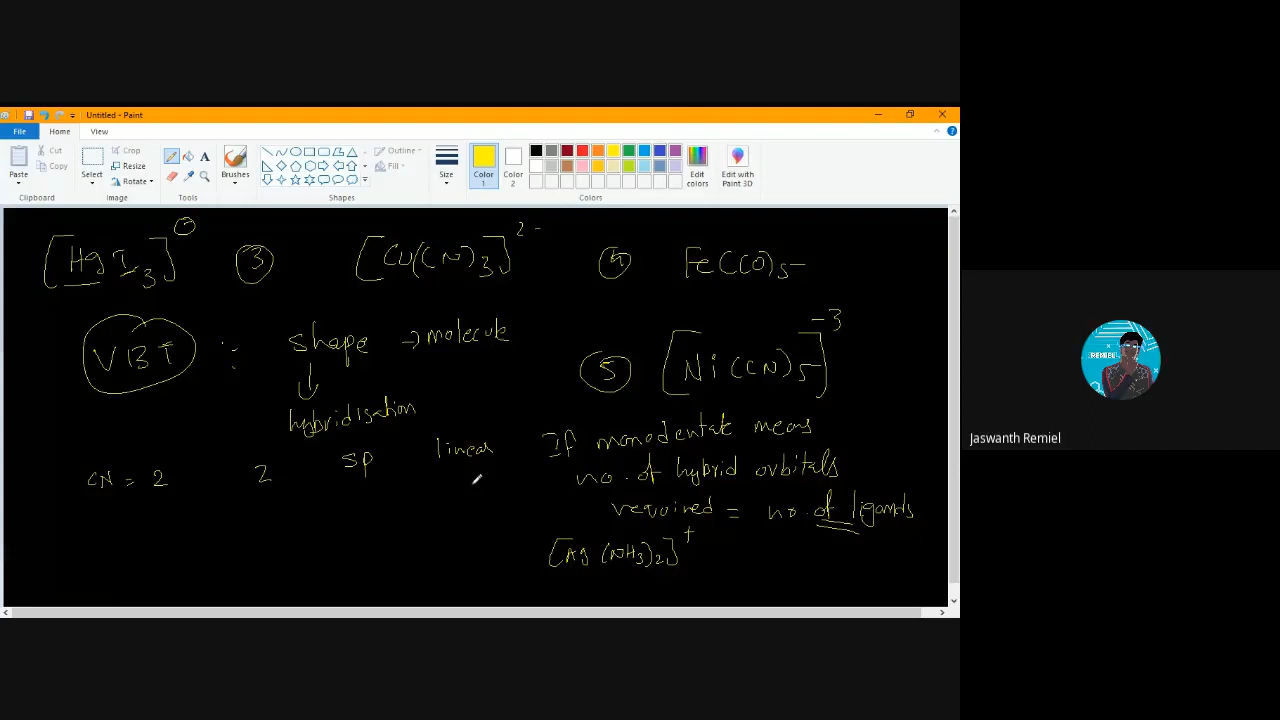 Untitled - Paint
File Home View
Cut
Copy
Paste
Clipboard
Select
Crop
Resize
Rotate
Image
Tools
Brushes
Outline
Fill
Shapes
Size
Color 1
Color 2
Edit colors
Edit with Paint 3D
Colors
[HgI3]⊖ ③ [Cu(CN)3]2- ④ Fe(CO)5
VBT : shape → molecule
↓
hybridisation
⑤ [Ni(CN)5]-3
CN = 2 2 sp linear
If monodentate means
no. of hybrid orbitals
required = no. of ligands
[Ag(NH3)2]+
REMIEL
Jaswanth Remiel